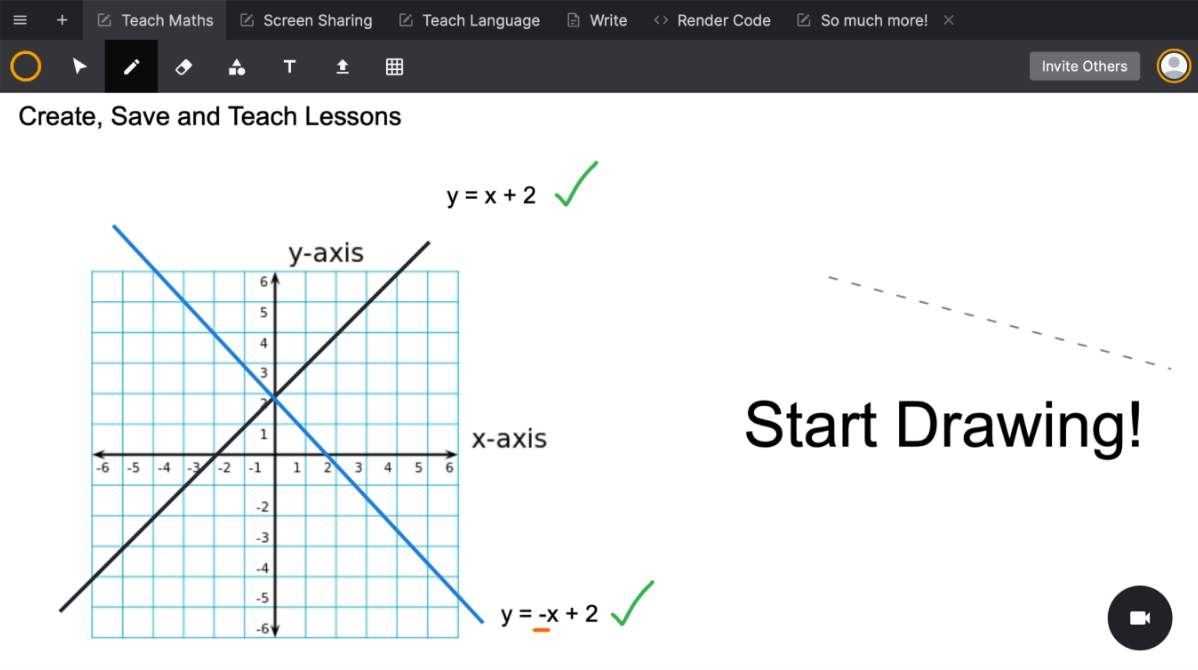 Teach Maths
Screen Sharing
Teach Language
Write
Render Code
So much more!
T
Invite Others
Create, Save and Teach Lessons
y = x + 2
y-axis
6
5
4
3
2
1
x-axis
-6 -5 -4 -3 -2 -1 1 2 3 4 5 6
-2
-3
-4
-5
-6
Start Drawing!
y = -x + 2